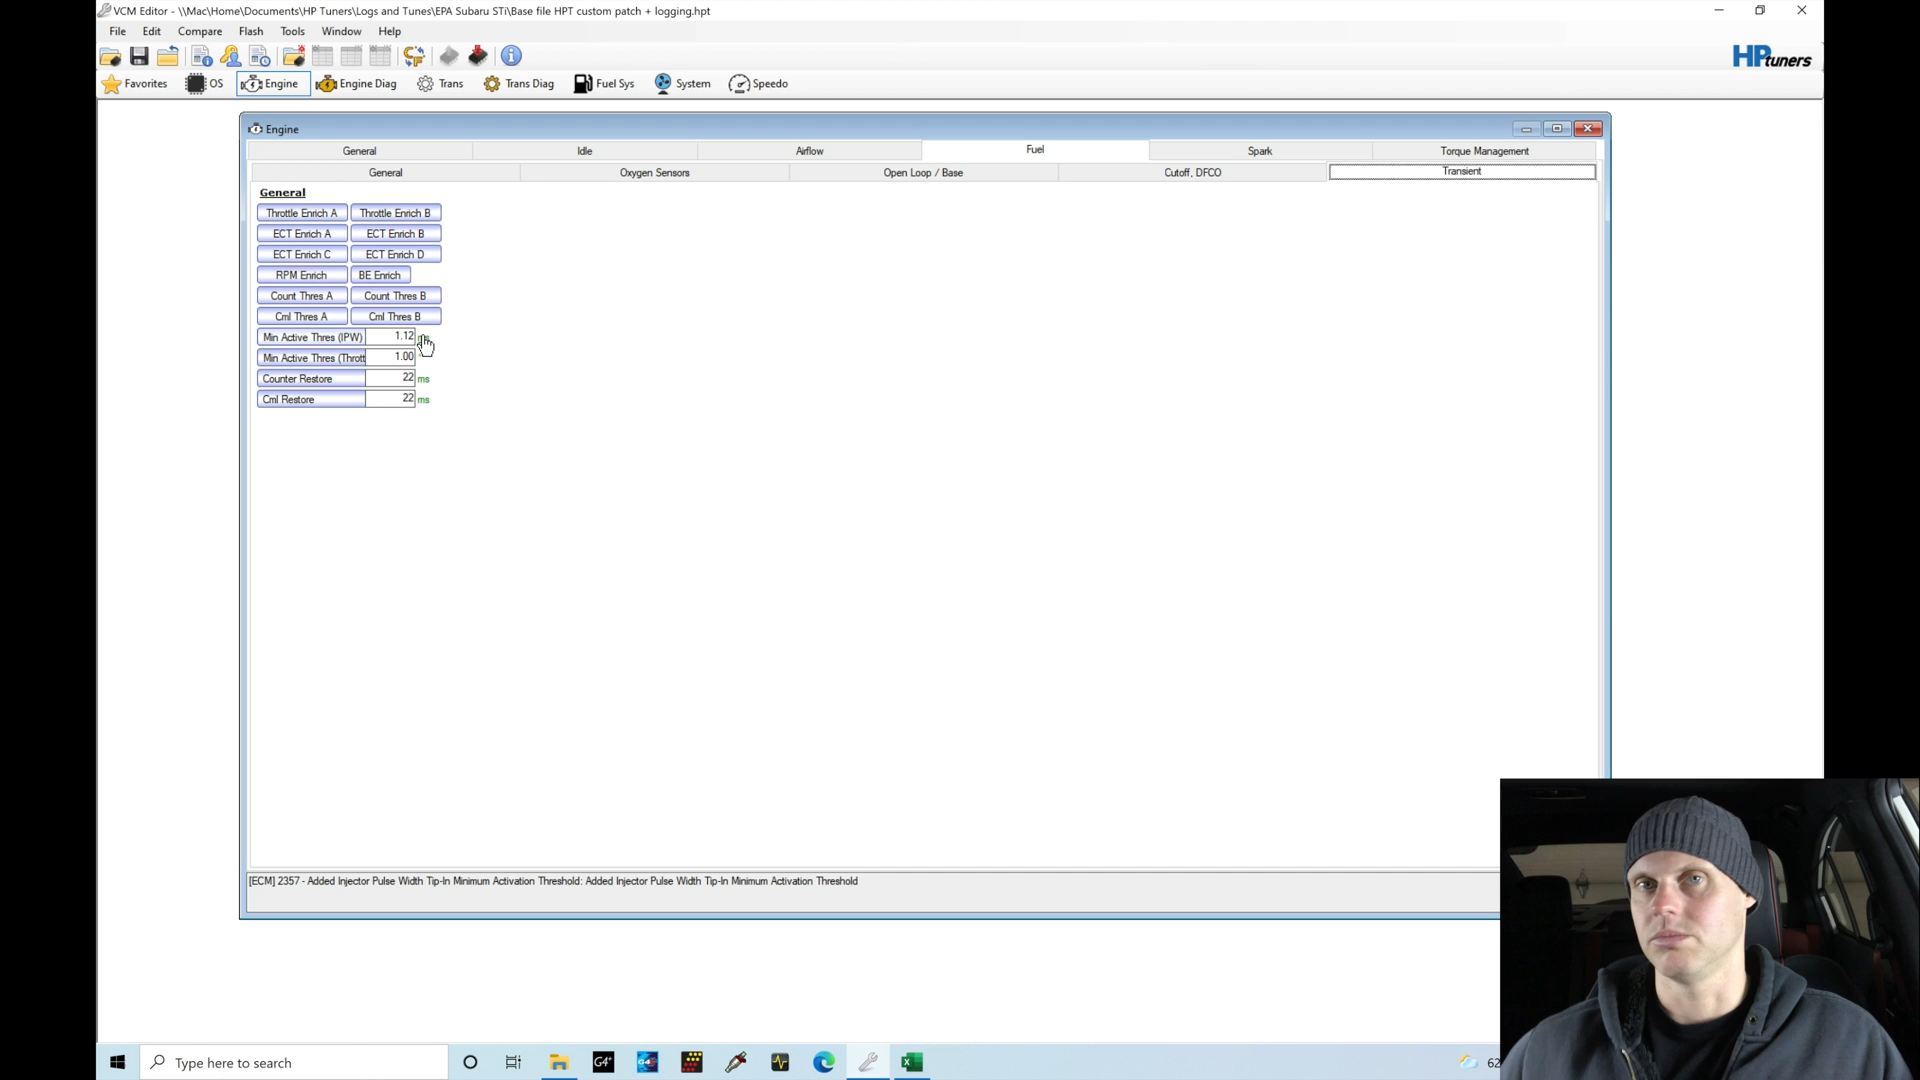 VCM Editor - \\Mac\Home\Documents\HP Tuners\Logs and Tunes\EPA Subaru STi\Base file HPT custom patch + logging.hpt
File Edit Compare Flash Tools Window Help
HPtuners
Favorites OS Engine Engine Diag Trans Trans Diag Fuel Sys System Speedo
Engine
General Idle Airflow Fuel Spark Torque Management
General Oxygen Sensors Open Loop / Base Cutoff, DFCO Transient
General
Throttle Enrich A Throttle Enrich B
ECT Enrich A ECT Enrich B
ECT Enrich C ECT Enrich D
RPM Enrich BE Enrich
Count Thres A Count Thres B
Cml Thres A Cml Thres B
Min Active Thres (IPW) 1.12
Min Active Thres (Thrott 1.00
Counter Restore 22 ms
Cml Restore 22 ms
[ECM] 2357 - Added Injector Pulse Width Tip-In Minimum Activation Threshold: Added Injector Pulse Width Tip-In Minimum Activation Threshold
Type here to search G4+ 62